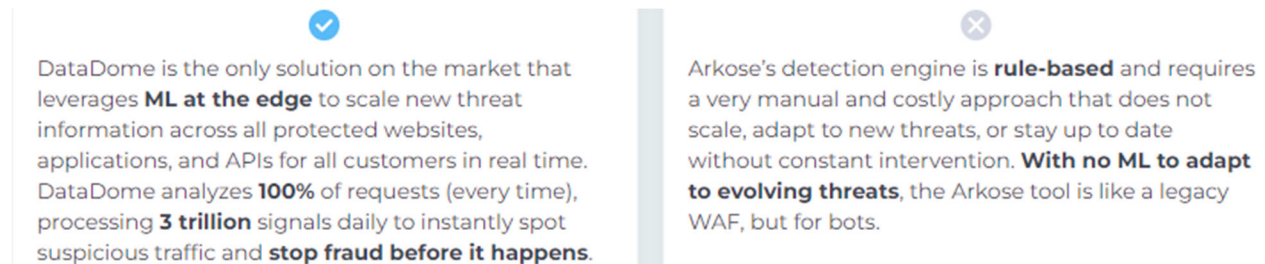 DataDome is the only solution on the market that
leverages ML at the edge to scale new threat
information across all protected websites,
applications, and APIs for all customers in real time.
DataDome analyzes 100% of requests (every time),
processing 3 trillion signals daily to instantly spot
suspicious traffic and stop fraud before it happens.
Arkose’s detection engine is rule-based and requires
a very manual and costly approach that does not
scale, adapt to new threats, or stay up to date
without constant intervention. With no ML to adapt
to evolving threats, the Arkose tool is like a legacy
WAF, but for bots.